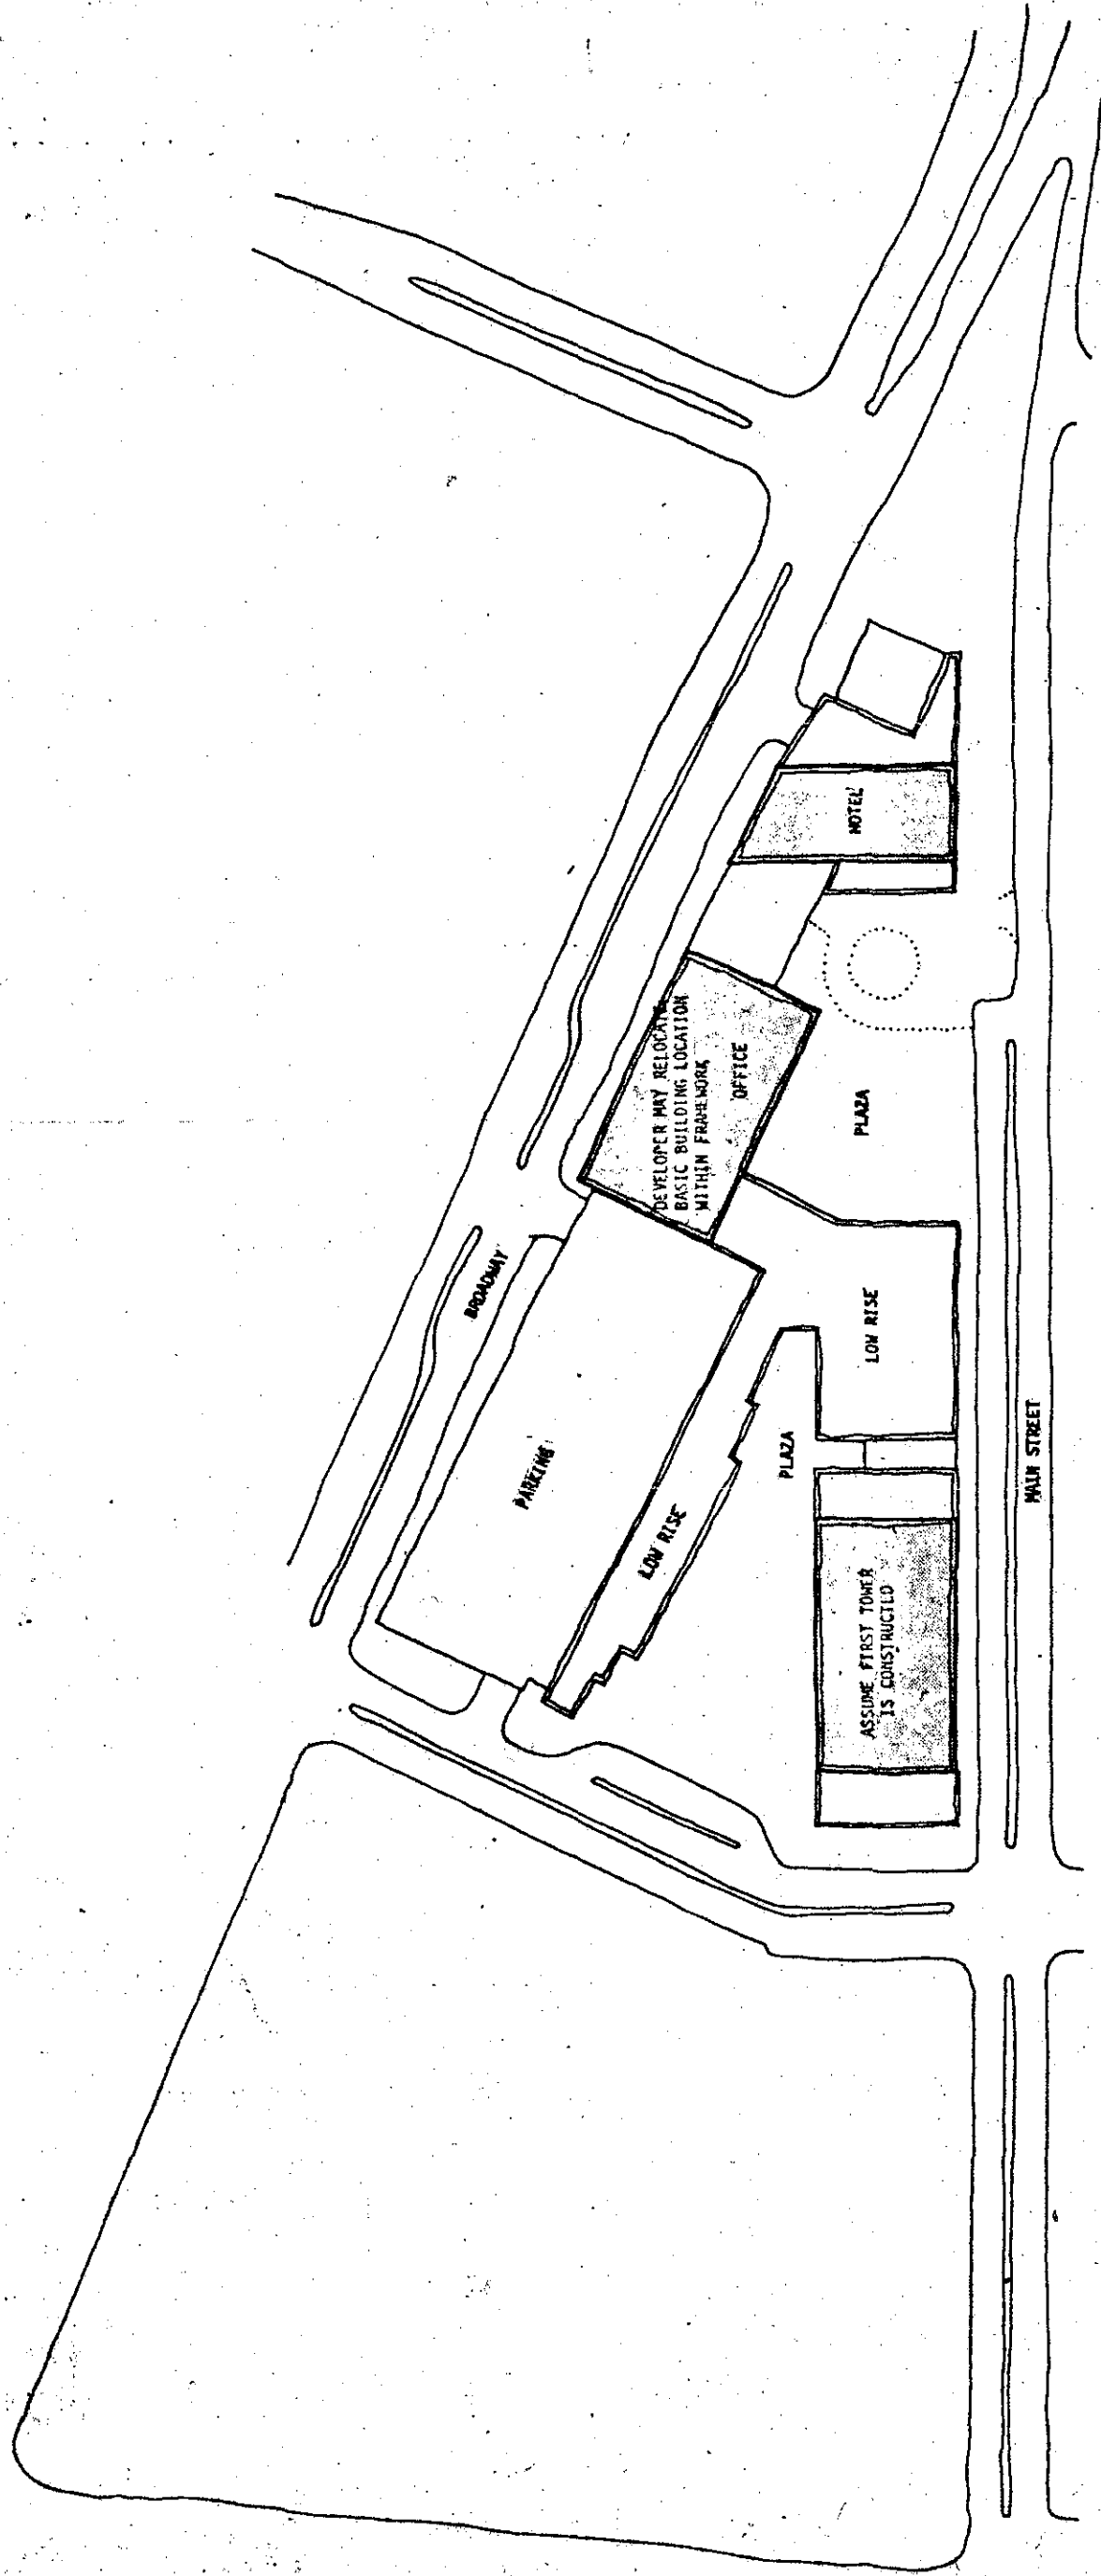 BROADWAY
PARKING
LOW RISE
PLAZA
ASSUME FIRST TOWER
IS CONSTRUCTED
LOW RISE
MAIN STREET
DEVELOPER MAY RELOCATE
BASIC BUILDING LOCATION
WITHIN FRAMEWORK
OFFICE
PLAZA
HOTEL